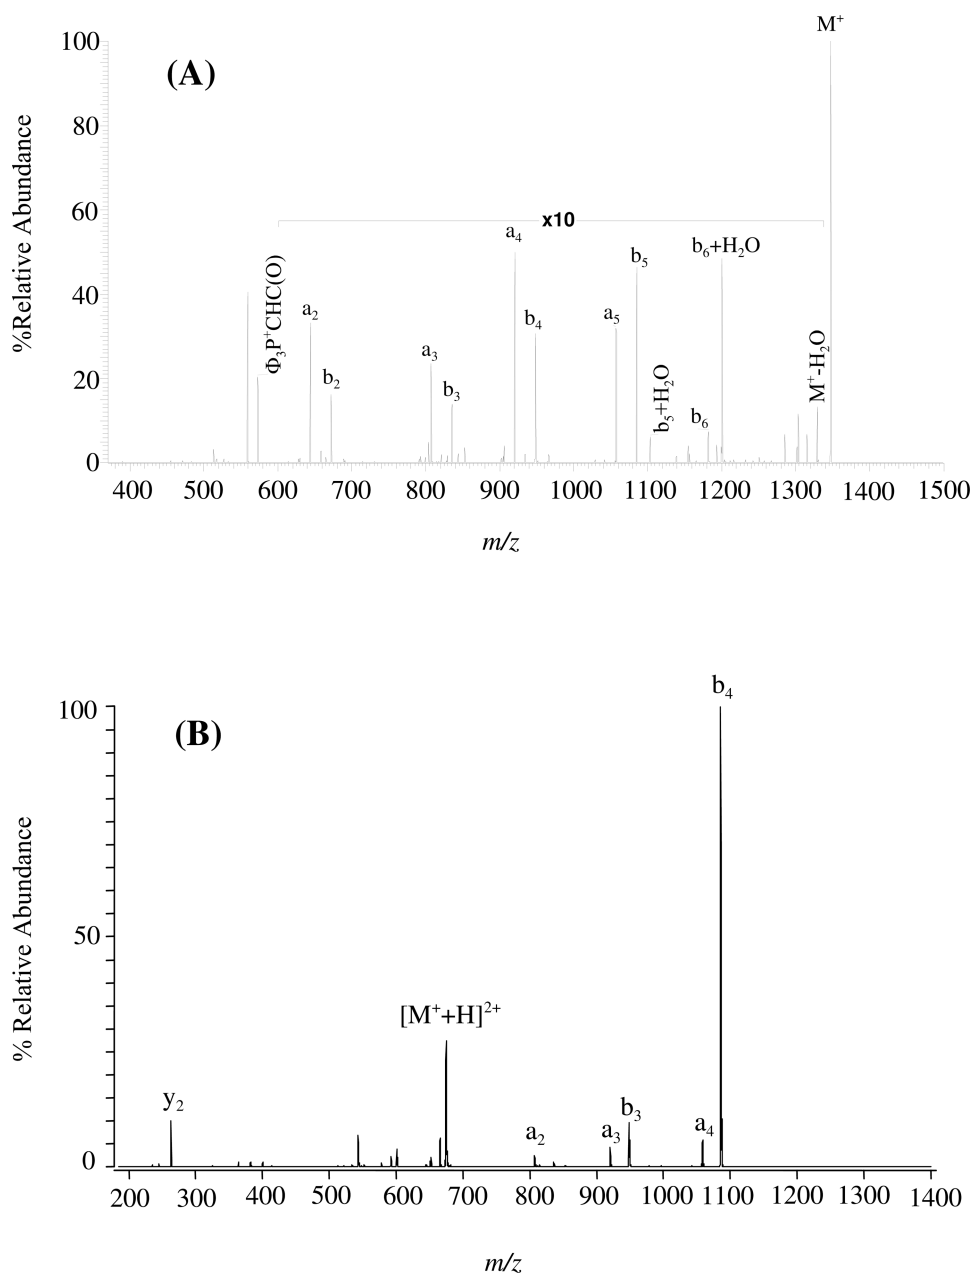 M⁺
100
(A)
80
%Relative Abundance
60
x10
a₄
b₆+H₂O
b₅
Φ₃P⁺CHC(O)
40
a₂
b₄
a₅
a₃
b₅+H₂O
M⁺-H₂O
b₂
b₃
20
b₆
0
400 500 600 700 800 900 1000 1100 1200 1300 1400 1500
m/z
b₄
100
(B)
% Relative Abundance
50
[M⁺+H]²⁺
y₂
a₂
a₃
b₃
a₄
0
200 300 400 500 600 700 800 900 1000 1100 1200 1300 1400
m/z